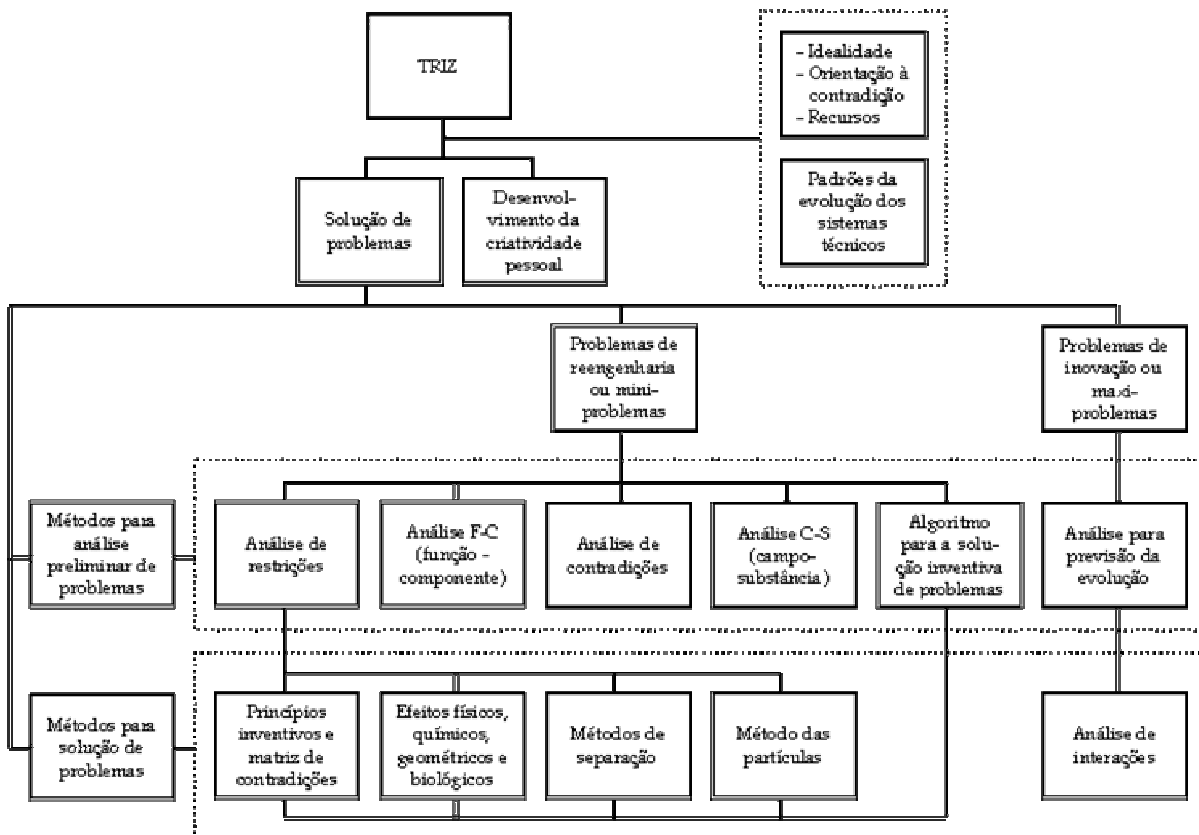 TRIZ
- Idealidade
- Orientação à
contradição
- Recursos
Padrões da
evolução dos
sistemas
técnicos
Solução de
problemas
Desenvol-
vimento da
criatividade
pessoal
Problemas de
reengenharia
ou mini-
problemas
Problemas de
inovação ou
maxi-
problemas
Métodos para
análise
preliminar de
problemas
Análise de
restrições
Análise F-C
(função -
componente)
Análise de
contradições
Análise C-S
(campo-
substância)
Algoritmo
para a solu-
ção inventiva
de problemas
Análise para
previsão da
evolução
Métodos para
solução de
problemas
Princípios
inventivos e
matriz de
contradições
Efeitos físicos,
químicos,
geométricos e
biológicos
Métodos de
separação
Método das
partículas
Análise de
interações